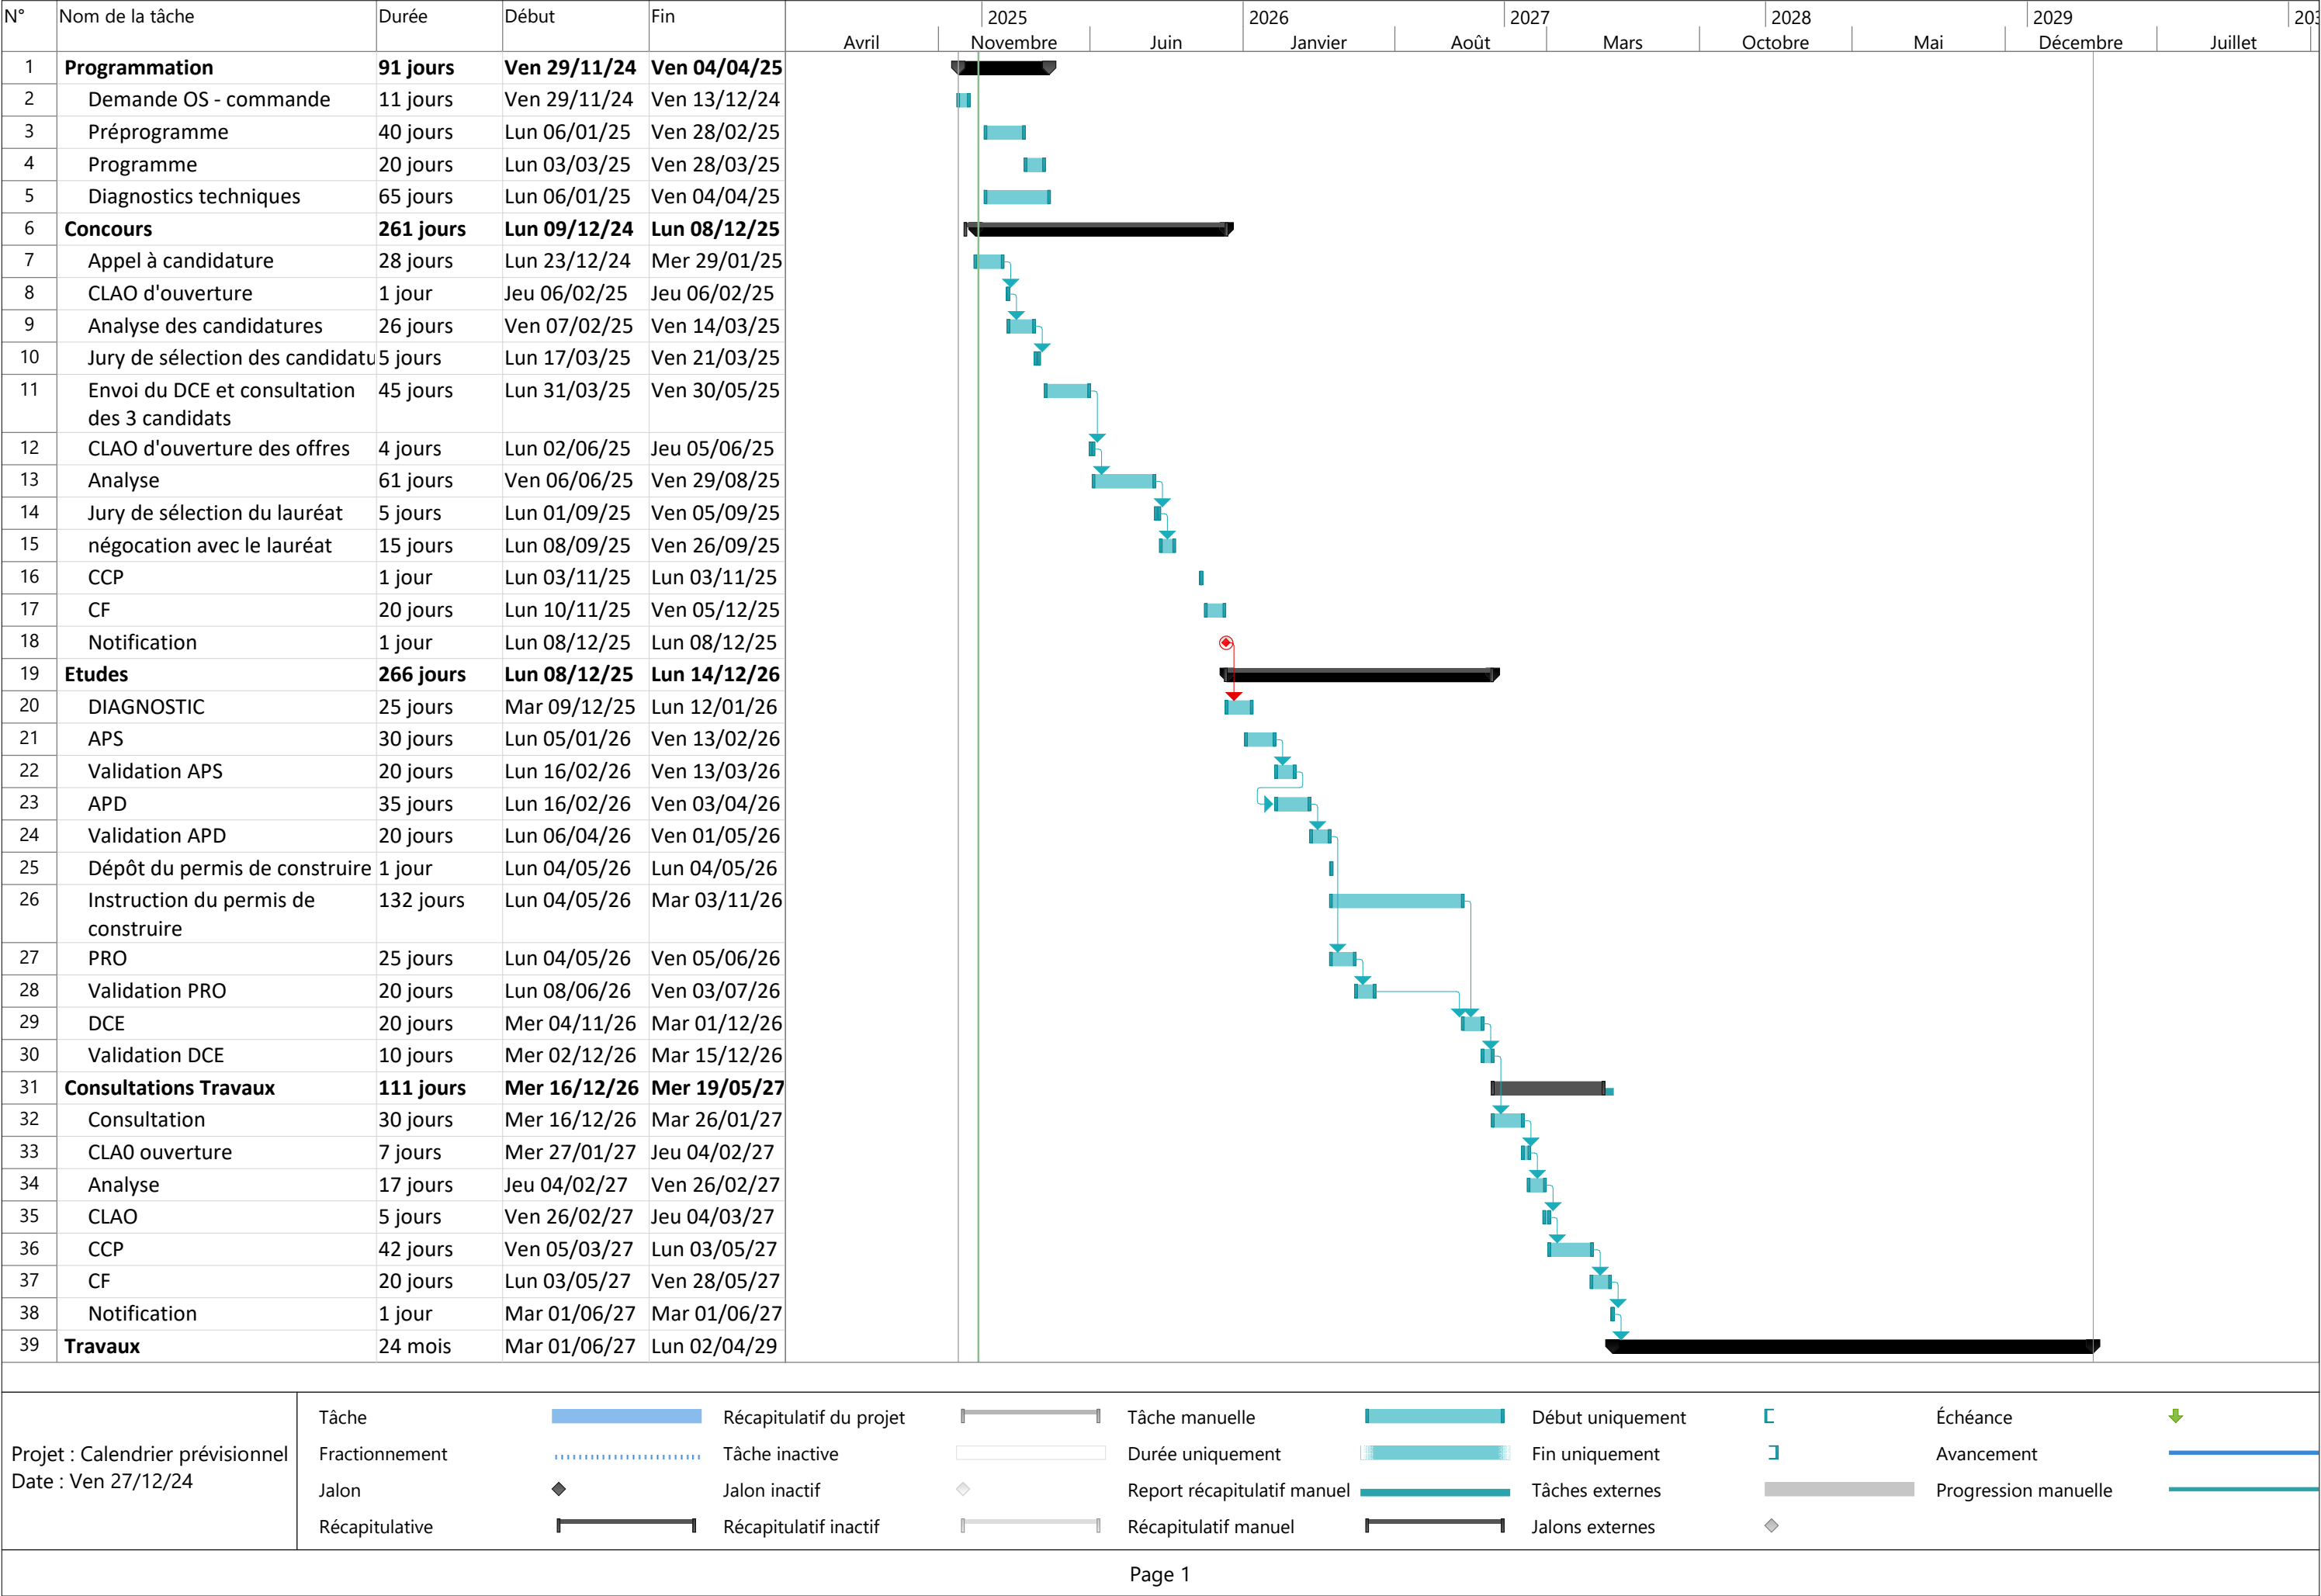 N° Nom de la tâche Durée Début Fin 2025 2026 2027 2028 2029
Avril Novembre Juin Janvier Août Mars Octobre Mai Décembre Juillet
1 Programmation 91 jours Ven 29/11/24 Ven 04/04/25
2 Demande OS - commande 11 jours Ven 29/11/24 Ven 13/12/24
3 Préprogramme 40 jours Lun 06/01/25 Ven 28/02/25
4 Programme 20 jours Lun 03/03/25 Ven 28/03/25
5 Diagnostics techniques 65 jours Lun 06/01/25 Ven 04/04/25
6 Concours 261 jours Lun 09/12/24 Lun 08/12/25
7 Appel à candidature 28 jours Lun 23/12/24 Mer 29/01/25
8 CLAO d'ouverture 1 jour Jeu 06/02/25 Jeu 06/02/25
9 Analyse des candidatures 26 jours Ven 07/02/25 Ven 14/03/25
10 Jury de sélection des candidatu 5 jours Lun 17/03/25 Ven 21/03/25
11 Envoi du DCE et consultation 45 jours Lun 31/03/25 Ven 30/05/25
des 3 candidats
12 CLAO d'ouverture des offres 4 jours Lun 02/06/25 Jeu 05/06/25
13 Analyse 61 jours Ven 06/06/25 Ven 29/08/25
14 Jury de sélection du lauréat 5 jours Lun 01/09/25 Ven 05/09/25
15 négocation avec le lauréat 15 jours Lun 08/09/25 Ven 26/09/25
16 CCP 1 jour Lun 03/11/25 Lun 03/11/25
17 CF 20 jours Lun 10/11/25 Ven 05/12/25
18 Notification 1 jour Lun 08/12/25 Lun 08/12/25
19 Etudes 266 jours Lun 08/12/25 Lun 14/12/26
20 DIAGNOSTIC 25 jours Mar 09/12/25 Lun 12/01/26
21 APS 30 jours Lun 05/01/26 Ven 13/02/26
22 Validation APS 20 jours Lun 16/02/26 Ven 13/03/26
23 APD 35 jours Lun 16/02/26 Ven 03/04/26
24 Validation APD 20 jours Lun 06/04/26 Ven 01/05/26
25 Dépôt du permis de construire 1 jour Lun 04/05/26 Lun 04/05/26
26 Instruction du permis de 132 jours Lun 04/05/26 Mar 03/11/26
construire
27 PRO 25 jours Lun 04/05/26 Ven 05/06/26
28 Validation PRO 20 jours Lun 08/06/26 Ven 03/07/26
29 DCE 20 jours Mer 04/11/26 Mar 01/12/26
30 Validation DCE 10 jours Mer 02/12/26 Mar 15/12/26
31 Consultations Travaux 111 jours Mer 16/12/26 Mer 19/05/27
32 Consultation 30 jours Mer 16/12/26 Mar 26/01/27
33 CLA0 ouverture 7 jours Mer 27/01/27 Jeu 04/02/27
34 Analyse 17 jours Jeu 04/02/27 Ven 26/02/27
35 CLAO 5 jours Ven 26/02/27 Jeu 04/03/27
36 CCP 42 jours Ven 05/03/27 Lun 03/05/27
37 CF 20 jours Lun 03/05/27 Ven 28/05/27
38 Notification 1 jour Mar 01/06/27 Mar 01/06/27
39 Travaux 24 mois Mar 01/06/27 Lun 02/04/29
Projet : Calendrier prévisionnel
Date : Ven 27/12/24
Tâche Récapitulatif du projet Tâche manuelle Début uniquement Échéance
Fractionnement Tâche inactive Durée uniquement Fin uniquement Avancement
Jalon Jalon inactif Report récapitulatif manuel Tâches externes Progression manuelle
Récapitulative Récapitulatif inactif Récapitulatif manuel Jalons externes
Page 1